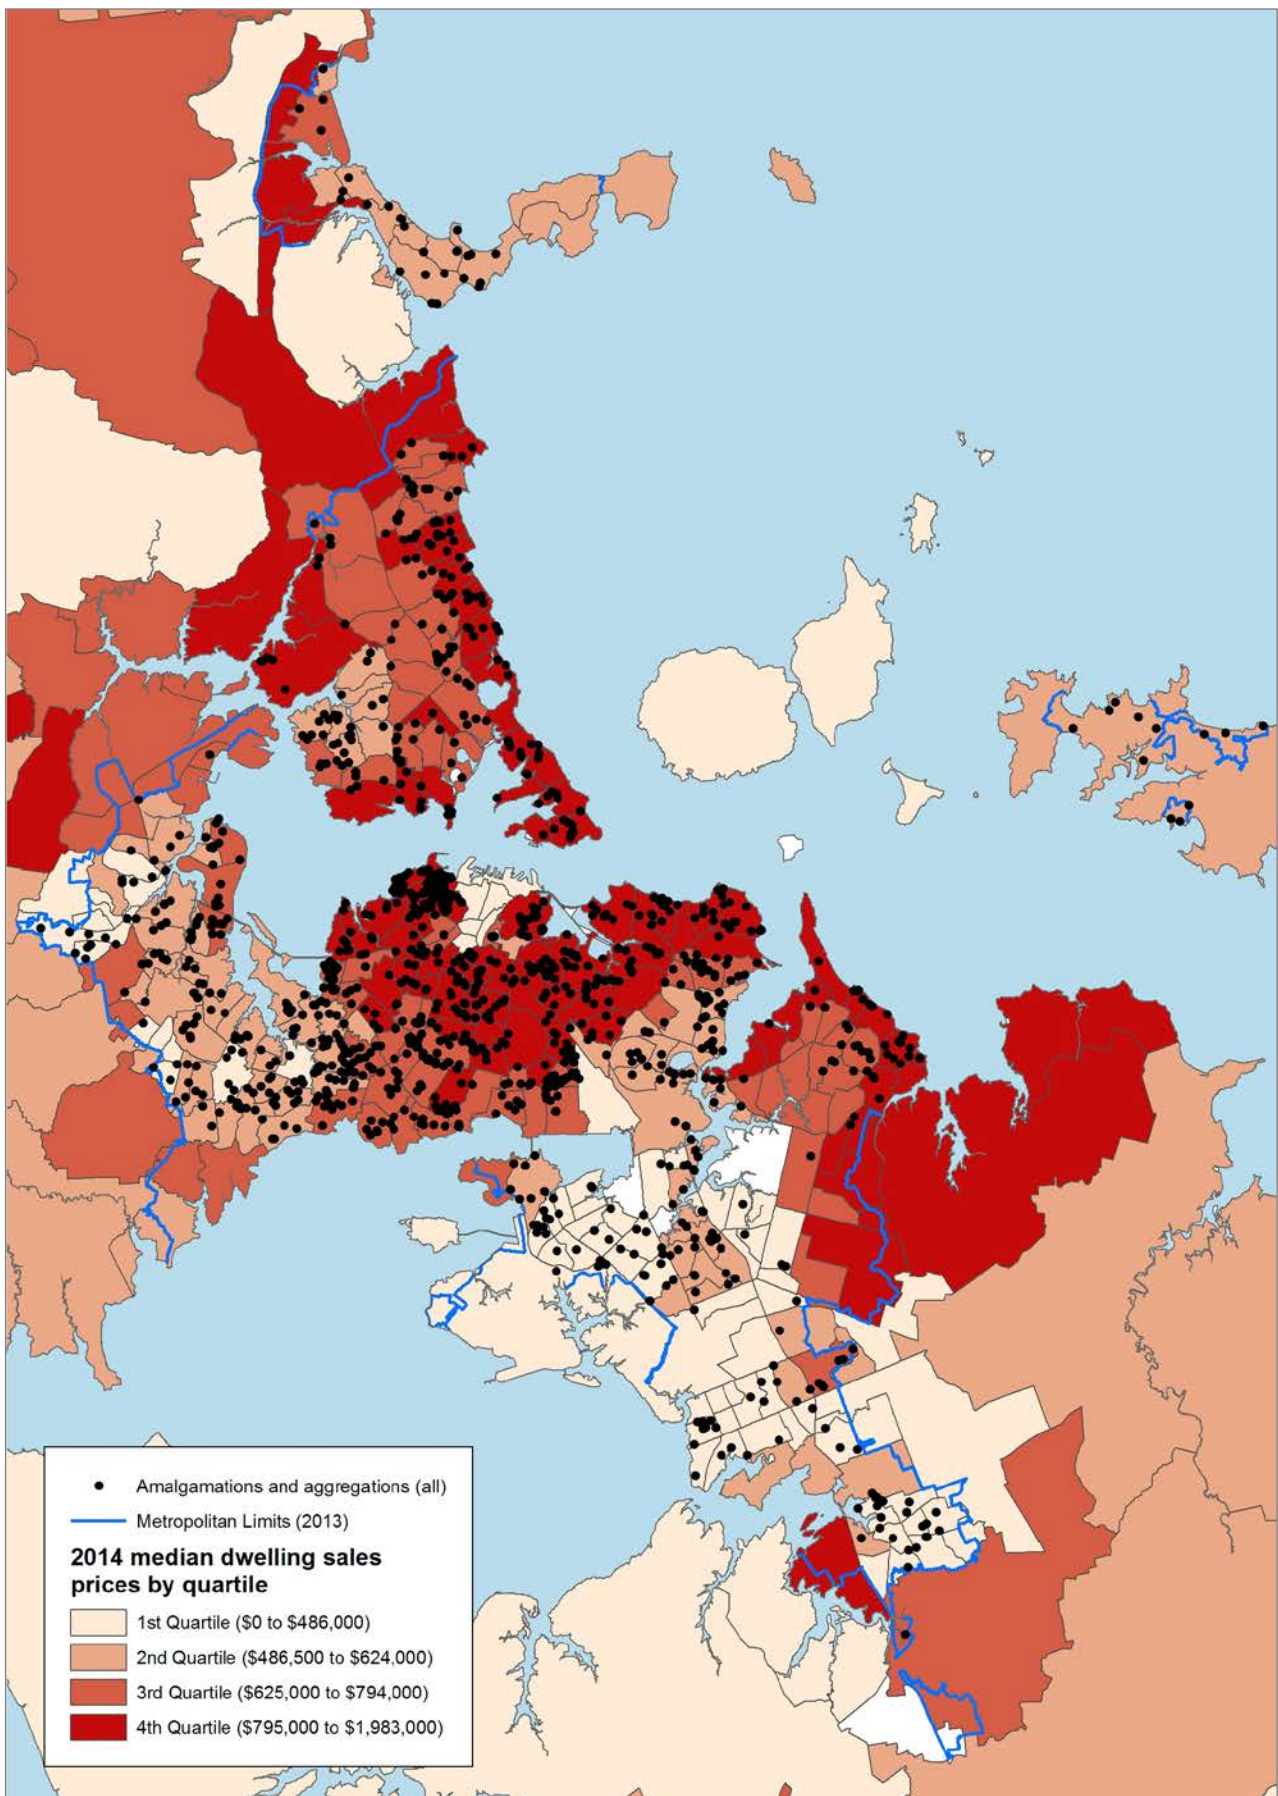 Amalgamations and aggregations (all)
Metropolitan Limits (2013)
2014 median dwelling sales
prices by quartile
1st Quartile ($0 to $486,000)
2nd Quartile ($486,500 to $624,000)
3rd Quartile ($625,000 to $794,000)
4th Quartile ($795,000 to $1,983,000)